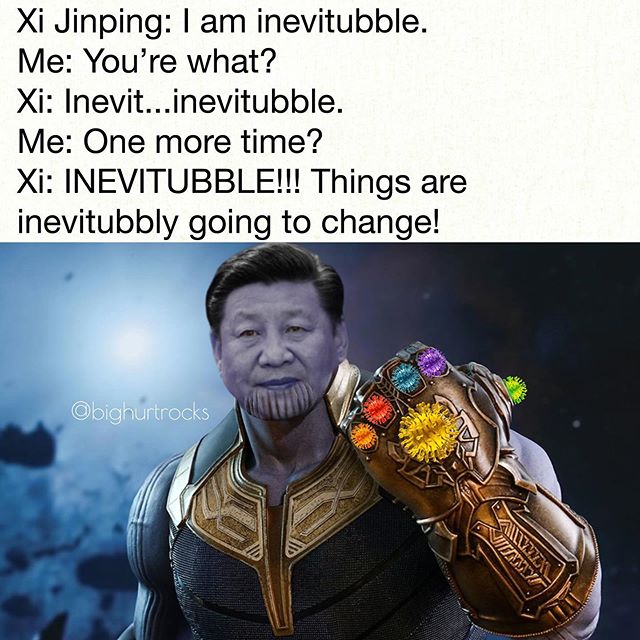 Xi Jinping: I am inevitubble.
Me: You’re what?
Xi: Inevit...inevitubble.
Me: One more time?
Xi: INEVITUBBLE!!! Things are
inevitubbly going to change!
@bighurtrocks